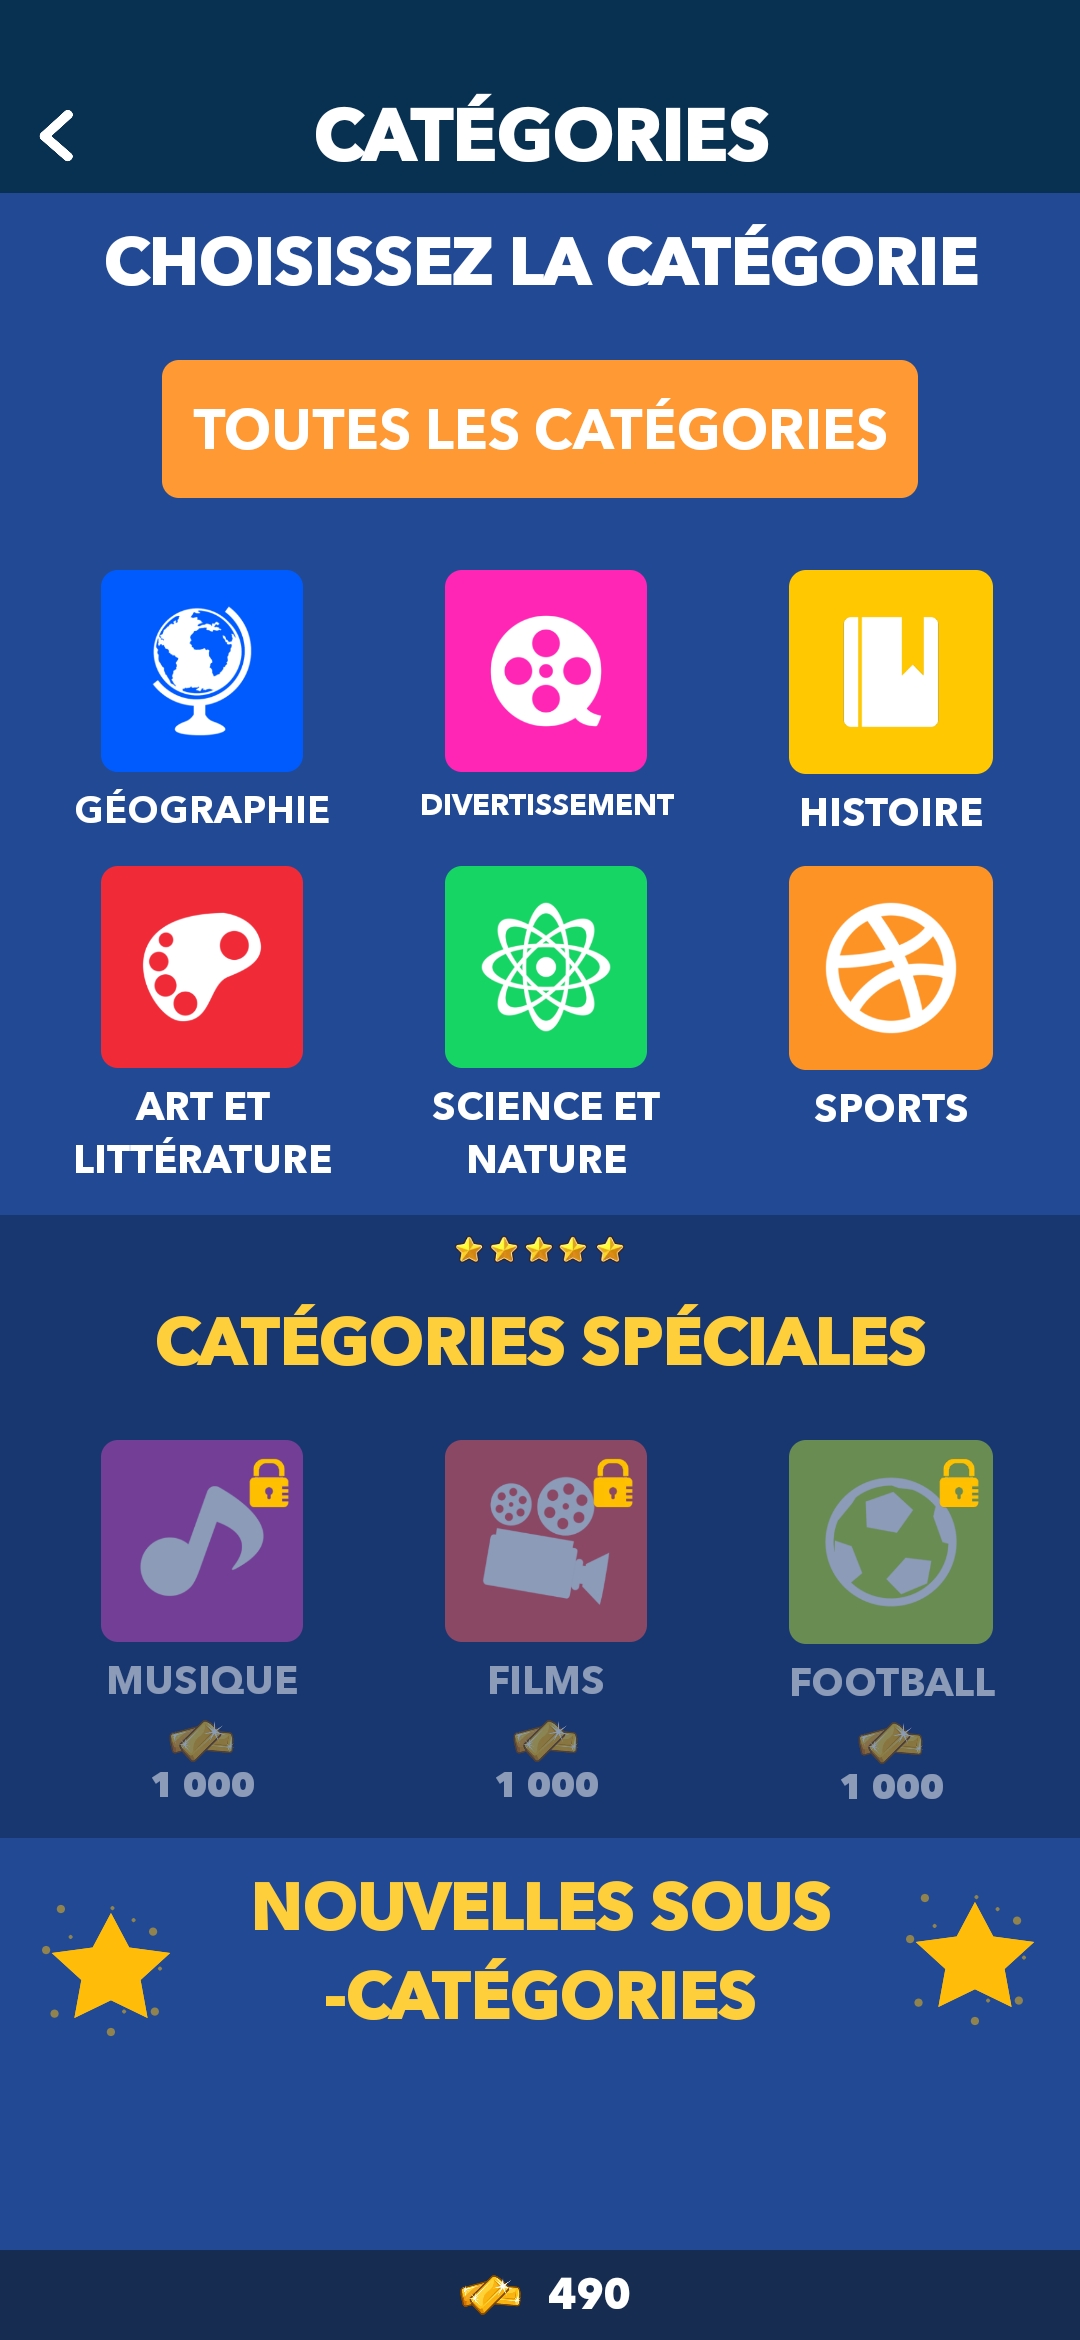 CATÉGORIES
CHOISISSEZ LA CATÉGORIE
TOUTES LES CATÉGORIES
GÉOGRAPHIE
DIVERTISSEMENT
HISTOIRE
ART ET
LITTÉRATURE
SCIENCE ET
NATURE
SPORTS
CATÉGORIES SPÉCIALES
MUSIQUE
1 000
FILMS
1 000
FOOTBALL
1 000
NOUVELLES SOUS
-CATÉGORIES
490